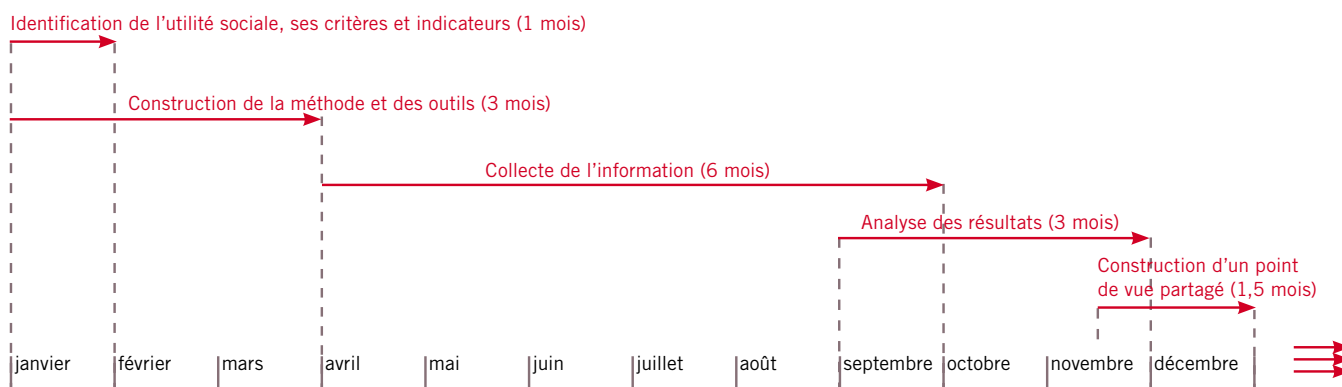 Identification de l’utilité sociale, ses critères et indicateurs (1 mois)
Construction de la méthode et des outils (3 mois)
Collecte de l’information (6 mois)
Analyse des résultats (3 mois)
Construction d’un point
de vue partagé (1,5 mois)
janvier février mars avril mai juin juillet août septembre octobre novembre décembre